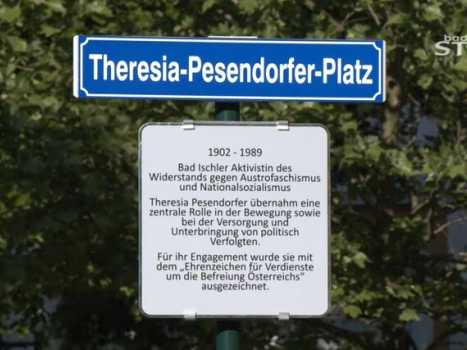 bad
ST
Theresia-Pesendorfer-Platz
1902 - 1989
Bad Ischler Aktivistin des
Widerstands gegen Austrofaschismus
und Nationalsozialismus
Theresia Pesendorfer übernahm eine
zentrale Rolle in der Bewegung sowie
bei der Versorgung und
Unterbringung von politisch
Verfolgten.
Für ihr Engagement wurde sie mit
dem „Ehrenzeichen für Verdienste
um die Befreiung Österreichs"
ausgezeichnet.